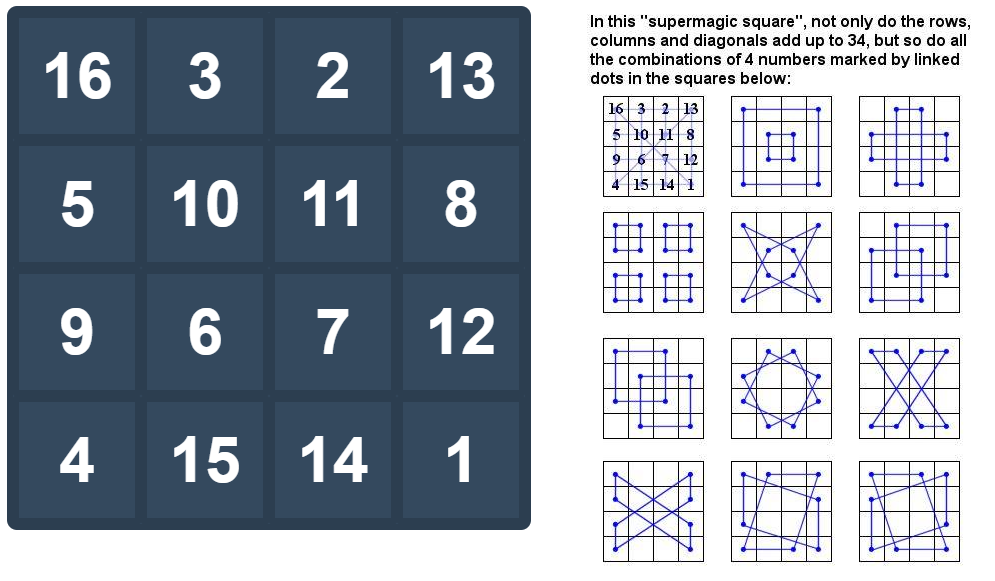 16 3 2 13
5 10 11 8
9 6 7 12
4 15 14 1
In this "supermagic square", not only do the rows,
columns and diagonals add up to 34, but so do all
the combinations of 4 numbers marked by linked
dots in the squares below:
16 3 2 13
5 10 11 8
9 6 7 12
4 15 14 1